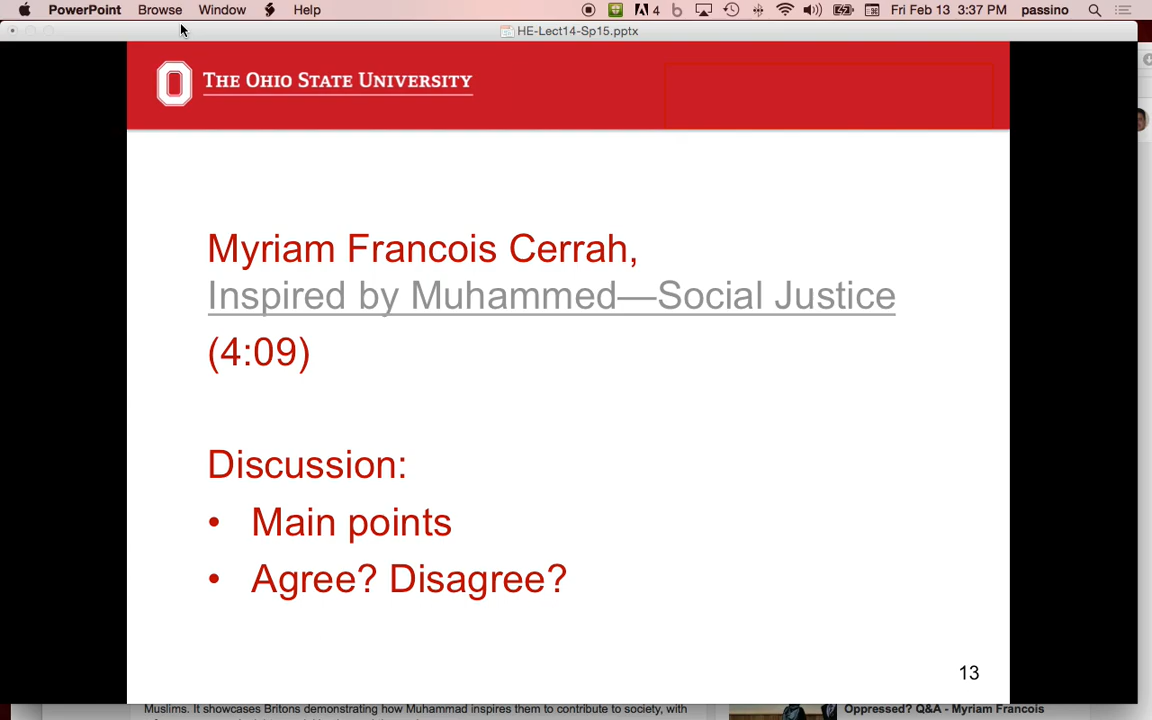 PowerPoint Browse Window Help 4 Fri Feb 13 3:37 PM passino
HE-Lect14-Sp15.pptx
THE OHIO STATE UNIVERSITY
Myriam Francois Cerrah,
Inspired by Muhammed—Social Justice
(4:09)
Discussion:
• Main points
• Agree? Disagree?
13
Muslims. It showcases Britons demonstrating how Muhammad inspires them to contribute to society, with
Oppressed? Q&A - Myriam Francois